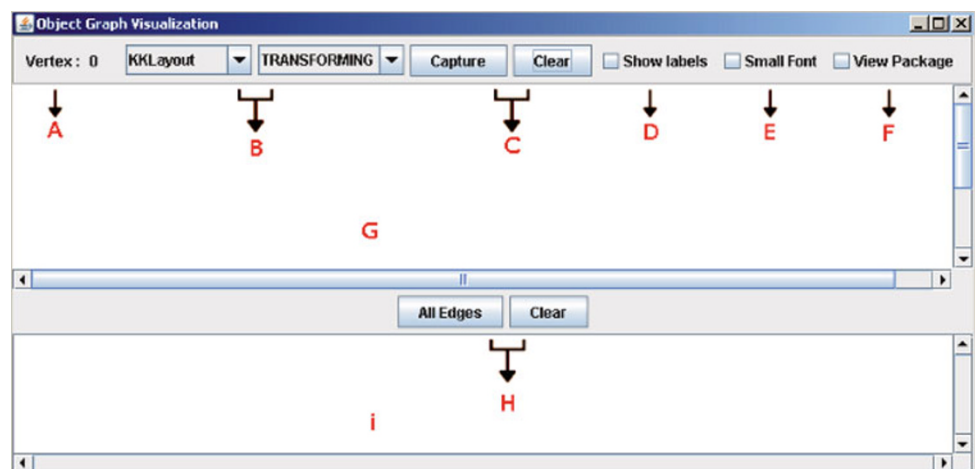 Object Graph Visualization
Vertex : 0 KKLayout TRANSFORMING Capture Clear Show labels Small Font View Package
A B C D E F
G
All Edges Clear
H
i